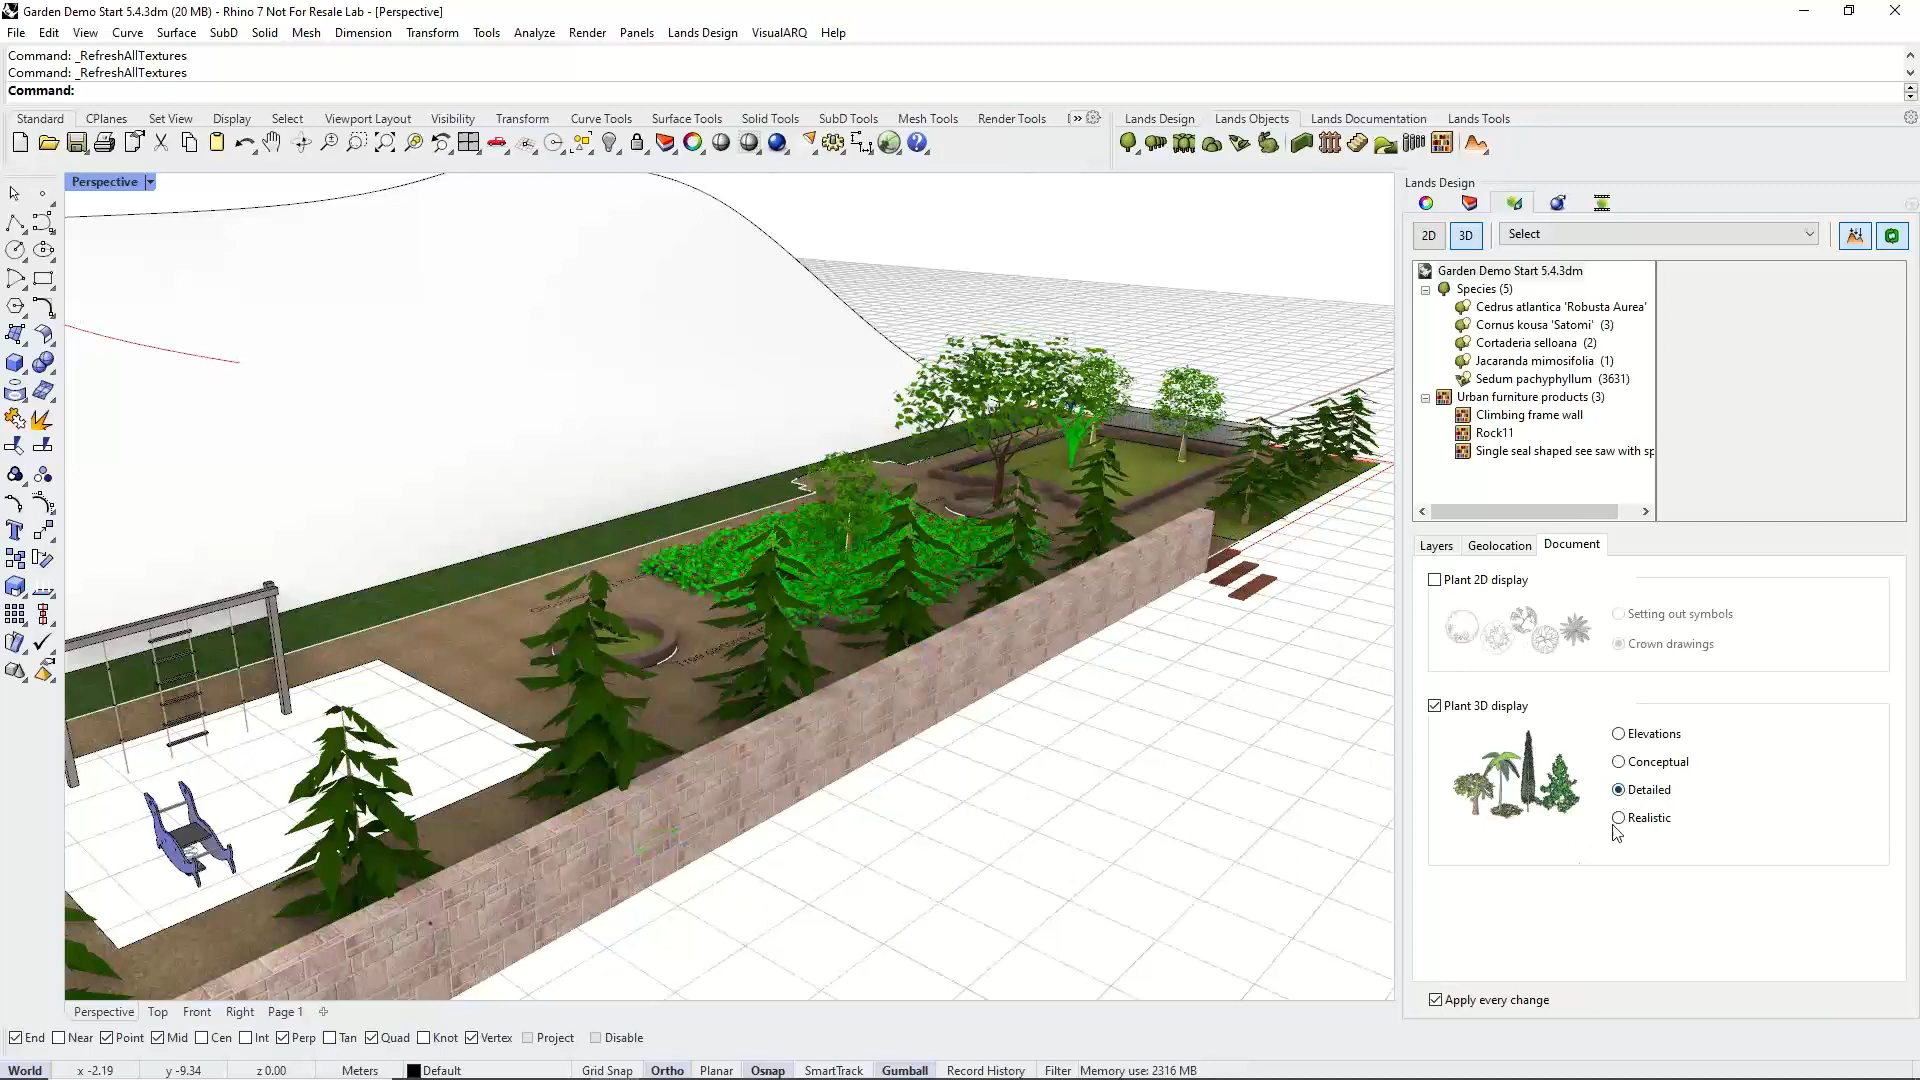 Garden Demo Start 5.4.3dm (20 MB) - Rhino 7 Not For Resale Lab - [Perspective]
File Edit View Curve Surface SubD Solid Mesh Dimension Transform Tools Analyze Render Panels Lands Design VisualARQ Help
Command: _RefreshAllTextures
Command: _RefreshAllTextures
Command:
Standard CPlanes Set View Display Select Viewport Layout Visibility Transform Curve Tools Surface Tools Solid Tools SubD Tools Mesh Tools Render Tools
Lands Design Lands Objects Lands Documentation Lands Tools
Perspective
Lands Design
2D 3D Select
Garden Demo Start 5.4.3dm
Species (5)
Cedrus atlantica 'Robusta Aurea'
Cornus kousa 'Satomi' (3)
Cortaderia selloana (2)
Jacaranda mimosifolia (1)
Sedum pachyphyllum (3631)
Urban furniture products (3)
Climbing frame wall
Rock11
Single seal shaped see saw with sp
Layers Geolocation Document
Plant 2D display
Setting out symbols
Crown drawings
Plant 3D display
Elevations
Conceptual
Detailed
Realistic
Apply every change
Perspective Top Front Right Page 1
End Near Point Mid Cen Int Perp Tan Quad Knot Vertex Project Disable
World x -2.19 y -9.34 z 0.00 Meters Default Grid Snap Ortho Planar Osnap SmartTrack Gumball Record History Filter Memory use: 2316 MB